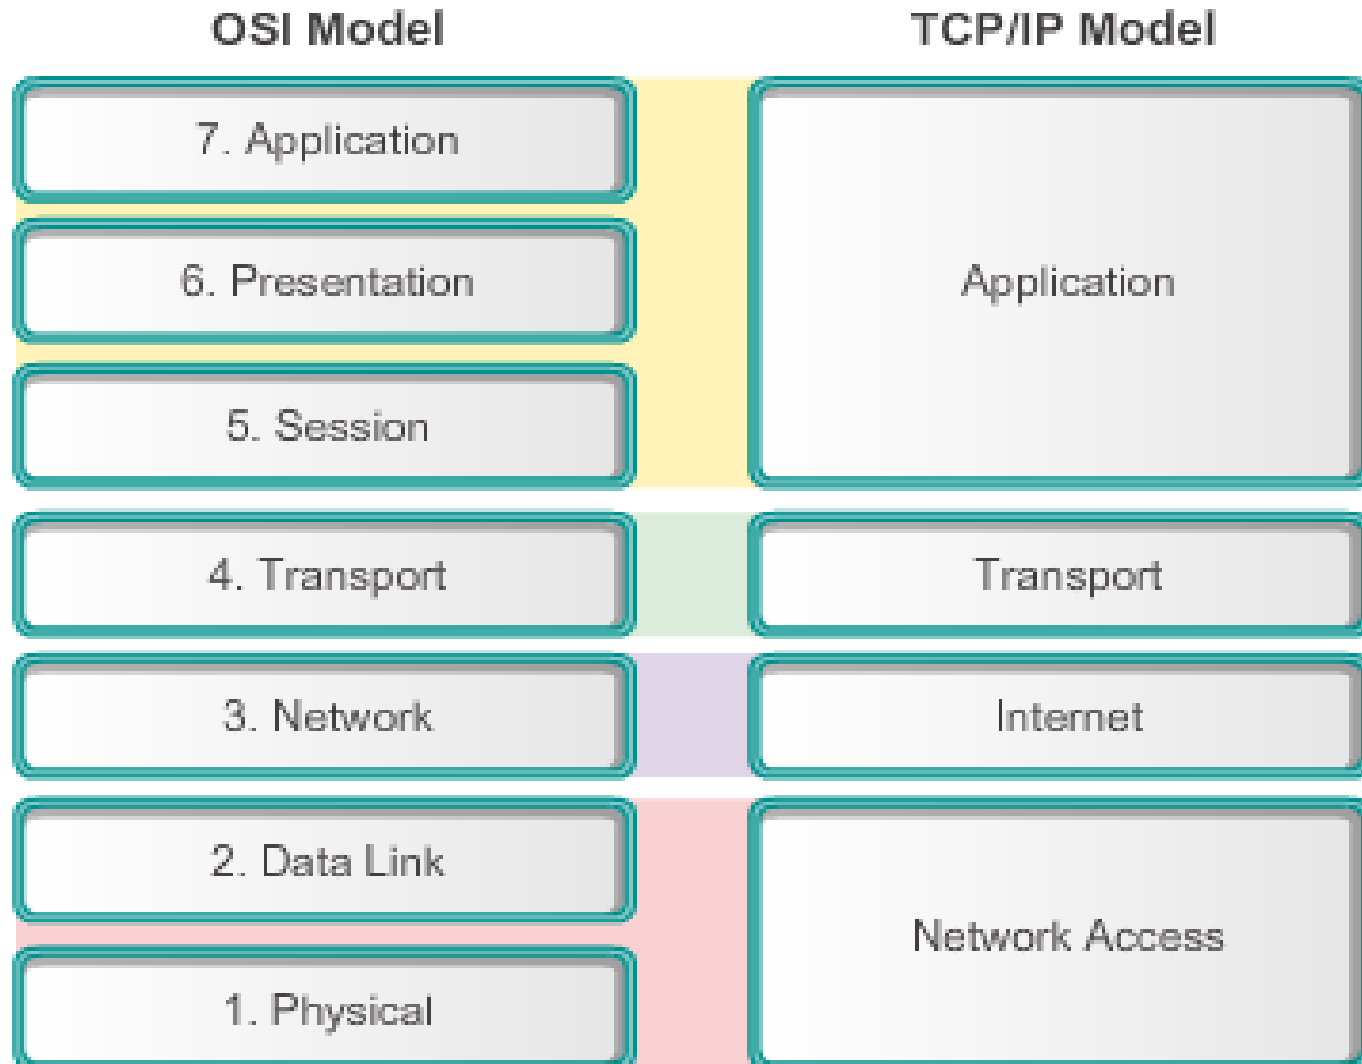 OSI Model
TCP/IP Model
7. Application
6. Presentation
5. Session
Application
4. Transport
Transport
3. Network
Internet
2. Data Link
1. Physical
Network Access